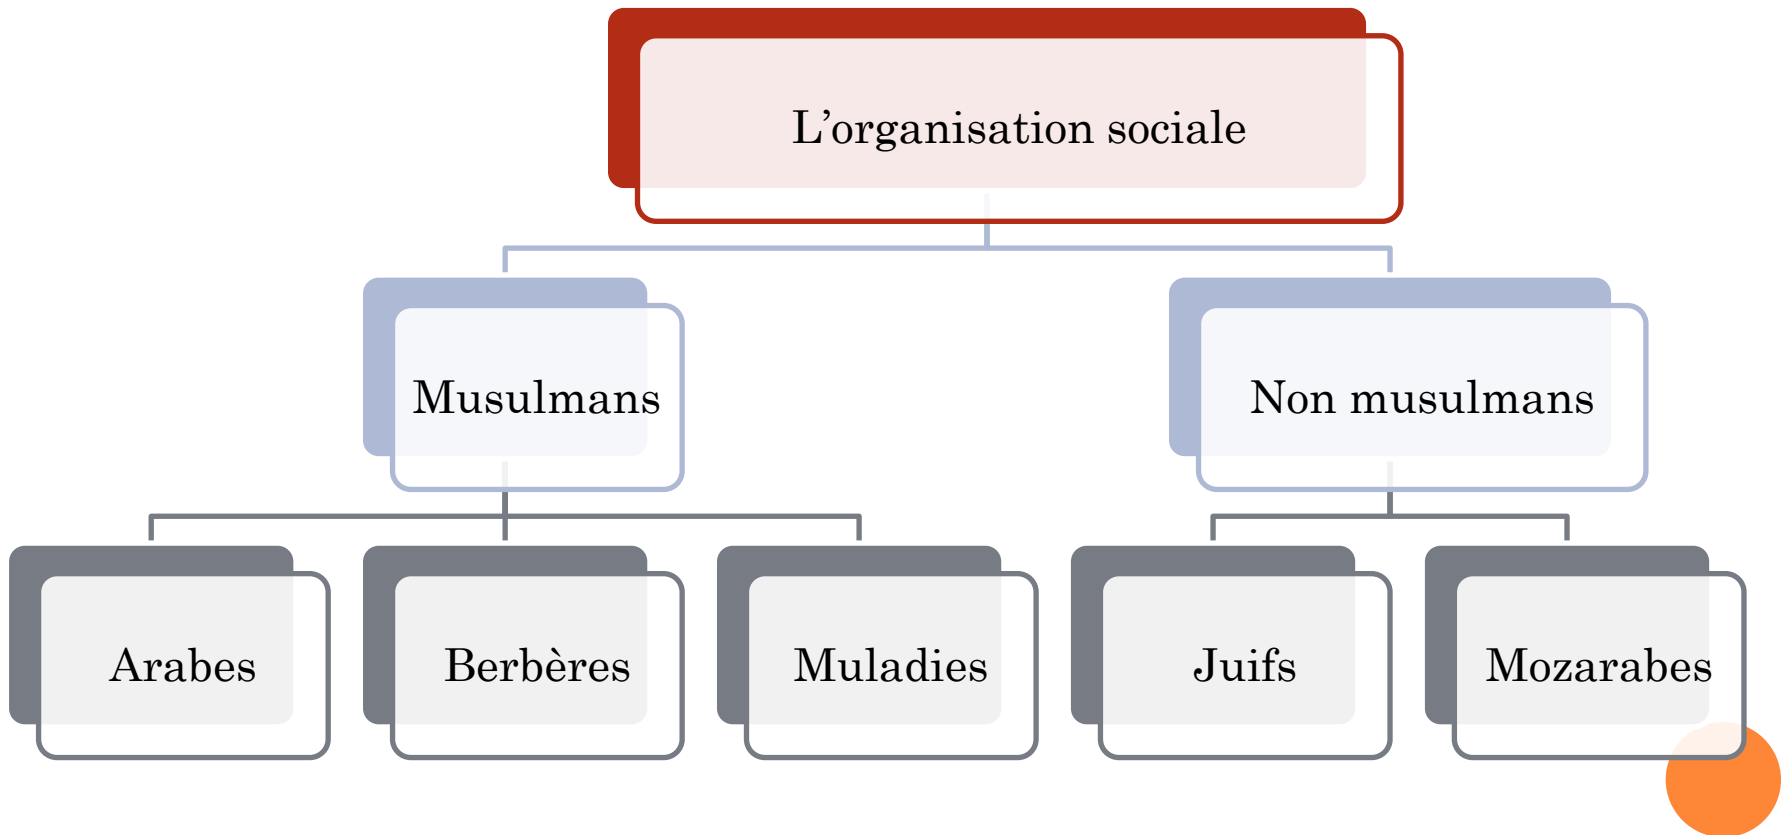 L’organisation sociale
Musulmans
Non musulmans
Arabes
Berbères
Muladies
Juifs
Mozarabes